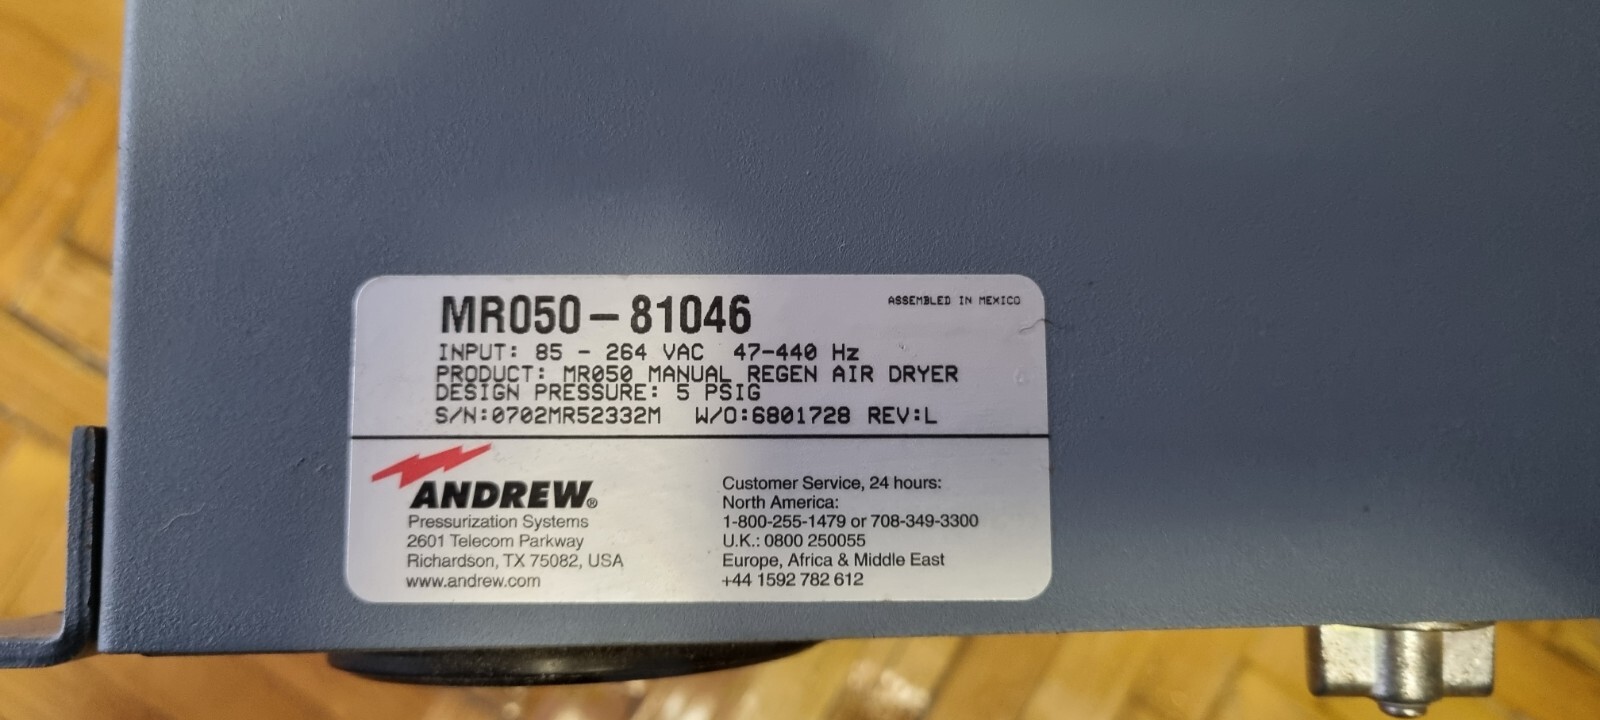 MR050-81046
ASSEMBLED IN MEXICO
INPUT: 85 - 264 VAC 47-440 Hz
PRODUCT: MR050 MANUAL REGEN AIR DRYER
DESIGN PRESSURE: 5 PSIG
S/N:0702MR52332M W/O:6801728 REV:L
ANDREW®
Pressurization Systems
2601 Telecom Parkway
Richardson, TX 75082, USA
www.andrew.com
Customer Service, 24 hours:
North America:
1-800-255-1479 or 708-349-3300
U.K.: 0800 250055
Europe, Africa & Middle East
+44 1592 782 612